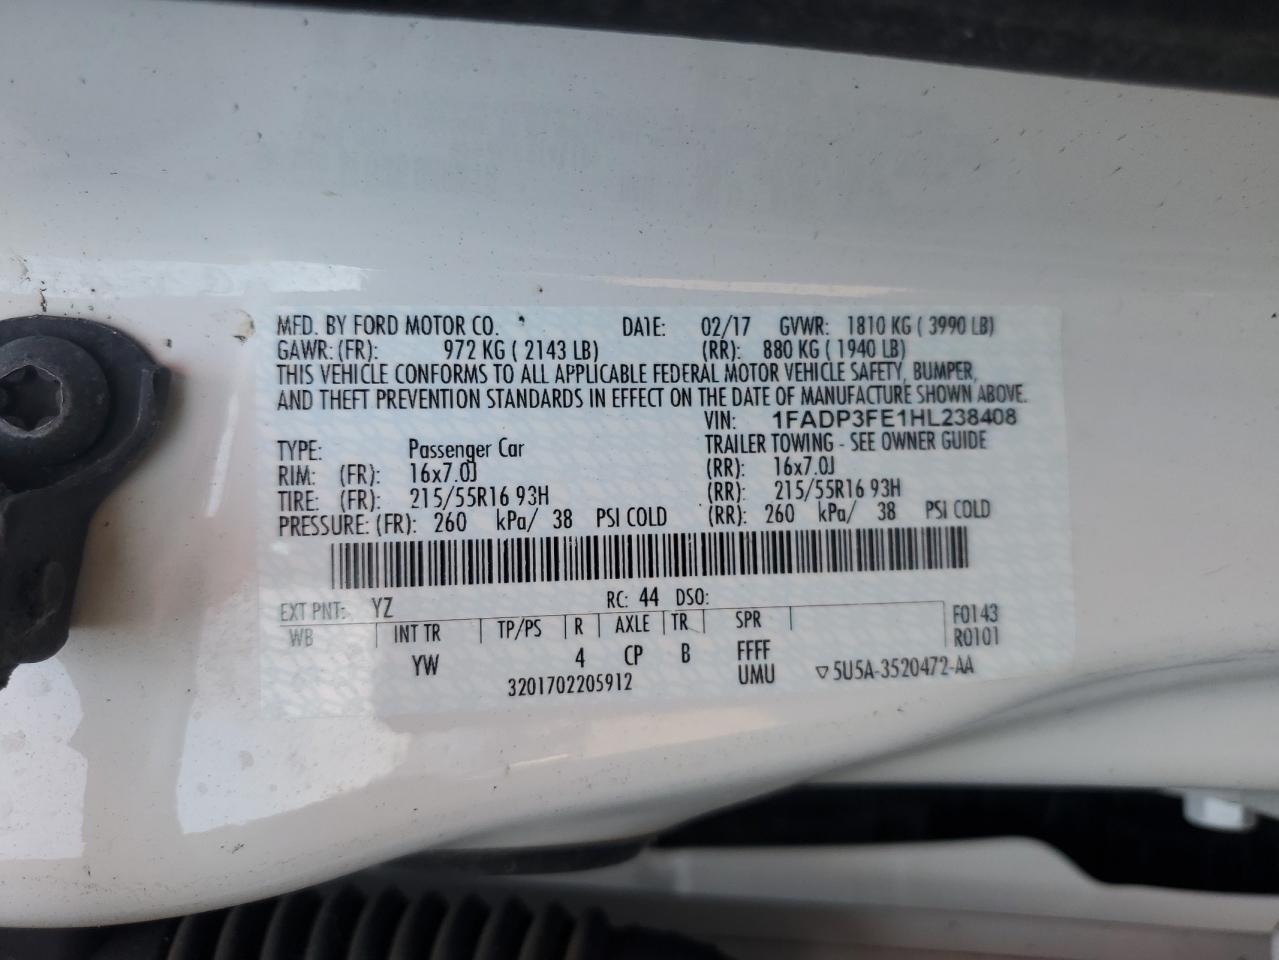 MFD. BY FORD MOTOR CO. DATE: 02/17 GVWR: 1810 KG ( 3990 LB)
GAWR: (FR): 972 KG ( 2143 LB) (RR): 880 KG ( 1940 LB)
THIS VEHICLE CONFORMS TO ALL APPLICABLE FEDERAL MOTOR VEHICLE SAFETY, BUMPER,
AND THEFT PREVENTION STANDARDS IN EFFECT ON THE DATE OF MANUFACTURE SHOWN ABOVE.
VIN: 1FADP3FE1HL238408
TYPE: Passenger Car TRAILER TOWING - SEE OWNER GUIDE
RIM: (FR): 16x7.0J (RR): 16x7.0J
TIRE: (FR): 215/55R16 93H (RR): 215/55R16 93H
PRESSURE: (FR): 260 kPa/ 38 PSI COLD (RR): 260 kPa/ 38 PSI COLD
EXT PNT: YZ RC: 44 DSO: F0143
WB INT TR TP/PS R AXLE TR SPR R0101
YW 4 CP B FFFF
3201702205912 UMU ▽5U5A-3520472-AA